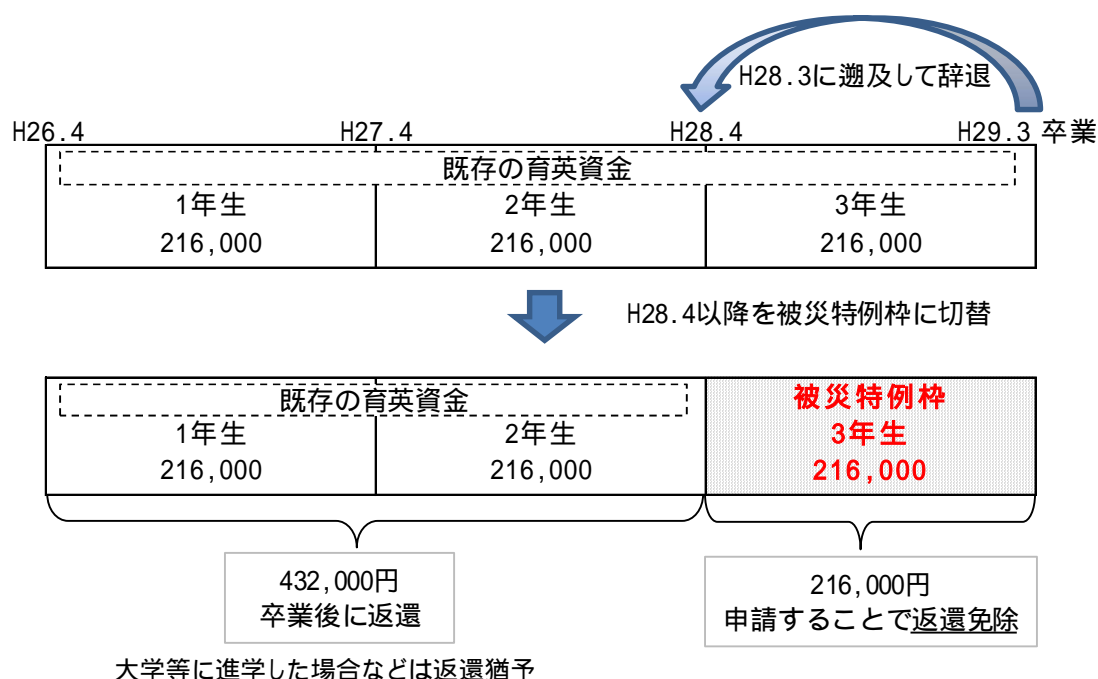 H28.3に遡及して辞退
H26.4 H27.4 H28.4 H29.3 卒業
既存の育英資金
1年生 2年生 3年生
216,000 216,000 216,000
H28.4以降を被災特例枠に切替
既存の育英資金 被災特例枠
1年生 2年生 3年生
216,000 216,000 216,000
432,000円 216,000円
卒業後に返還 申請することで返還免除
大学等に進学した場合などは返還猶予